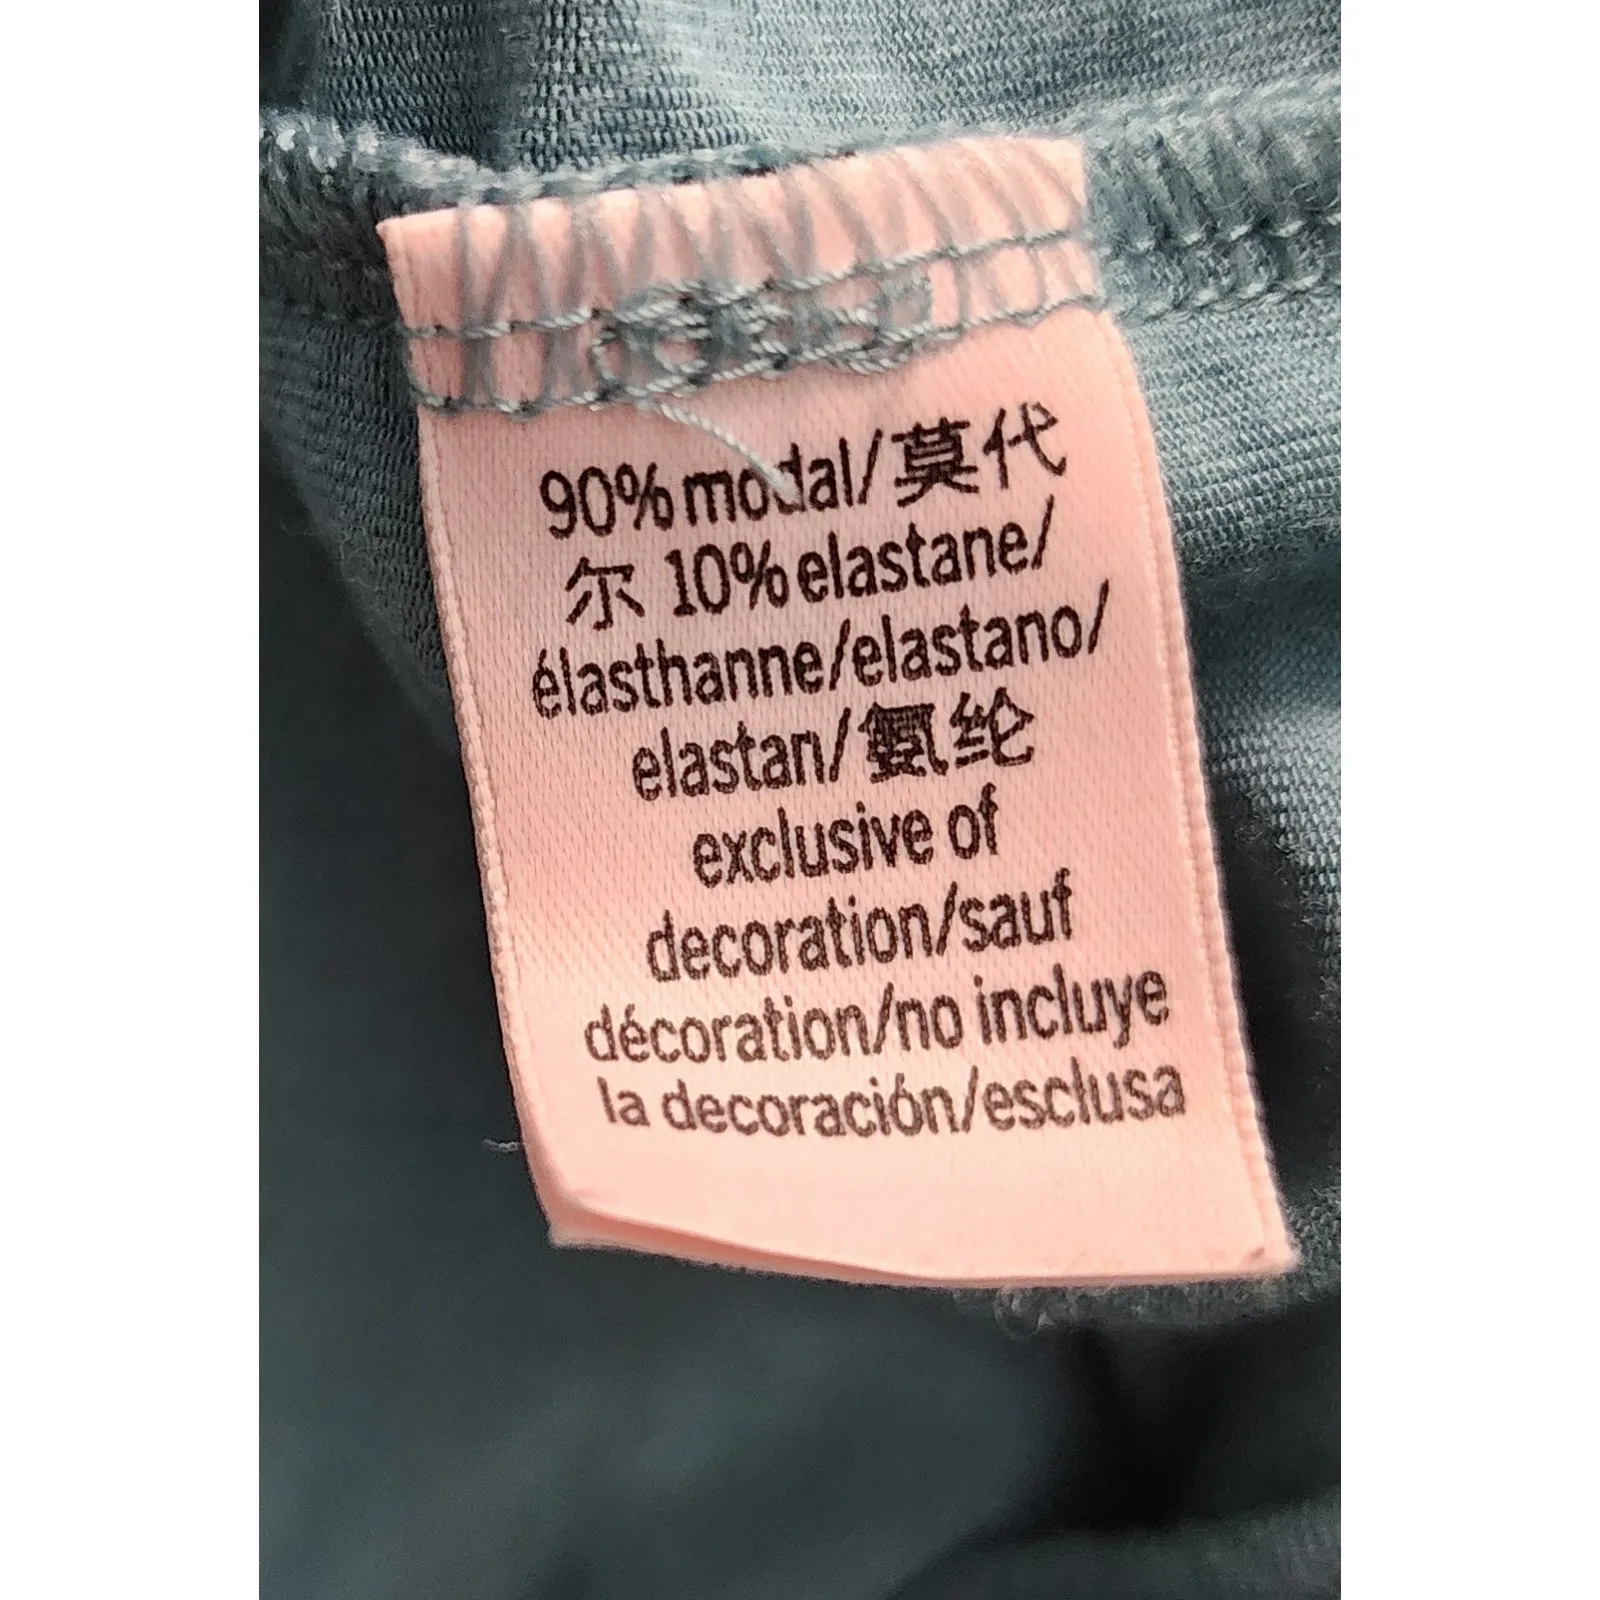 90% modal/莫代
尔 10% elastane/
élasthanne/elastano/
elastan/氨纶
exclusive of
decoration/sauf
décoration/no incluye
la decoración/esclusa